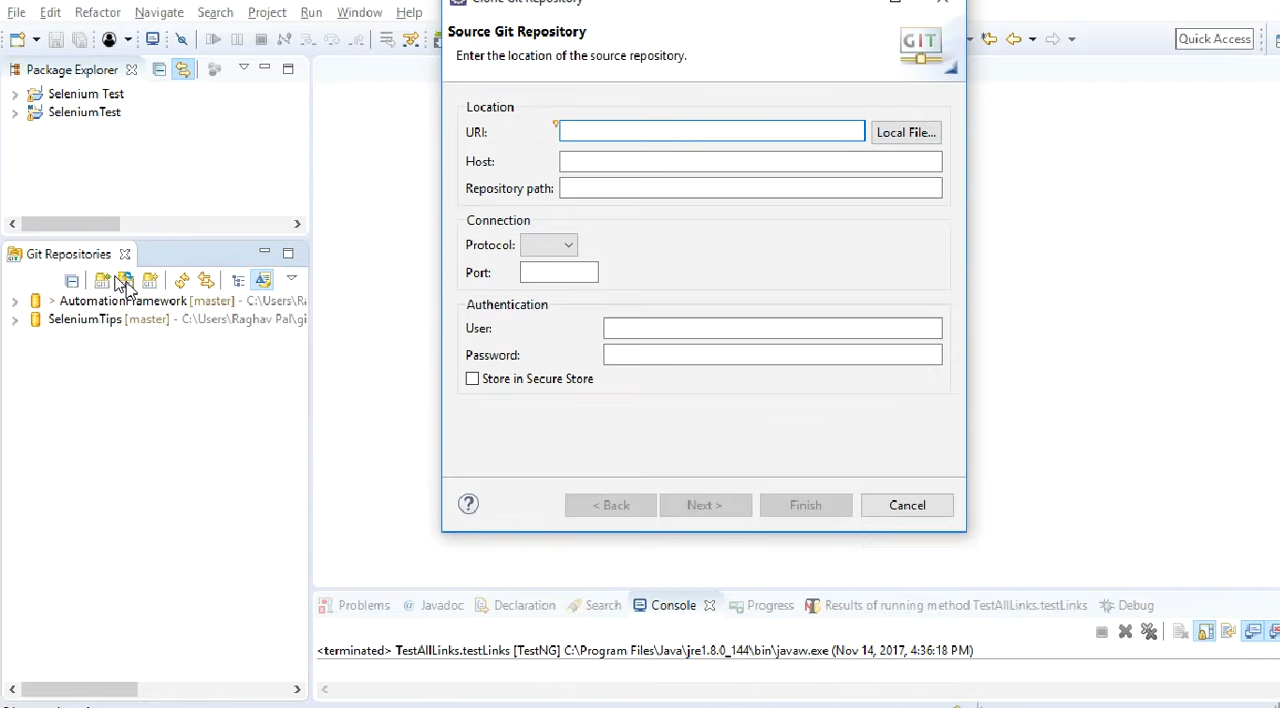 File Edit Refactor Navigate Search Project Run Window Help
Quick Access
Package Explorer
Selenium Test
SeleniumTest
Git Repositories
> AutomationFramework [master] - C:\Users\Ra
SeleniumTips [master] - C:\Users\Raghav Pal\gi
Clone Git Repository
Source Git Repository
Enter the location of the source repository.
GIT
Location
URI:
Local File...
Host:
Repository path:
Connection
Protocol:
Port:
Authentication
User:
Password:
Store in Secure Store
< Back Next > Finish Cancel
Problems @ Javadoc Declaration Search Console Progress Results of running method TestAllLinks.testLinks Debug
<terminated> TestAllLinks.testLinks [TestNG] C:\Program Files\Java\jre1.8.0_144\bin\javaw.exe (Nov 14, 2017, 4:36:18 PM)